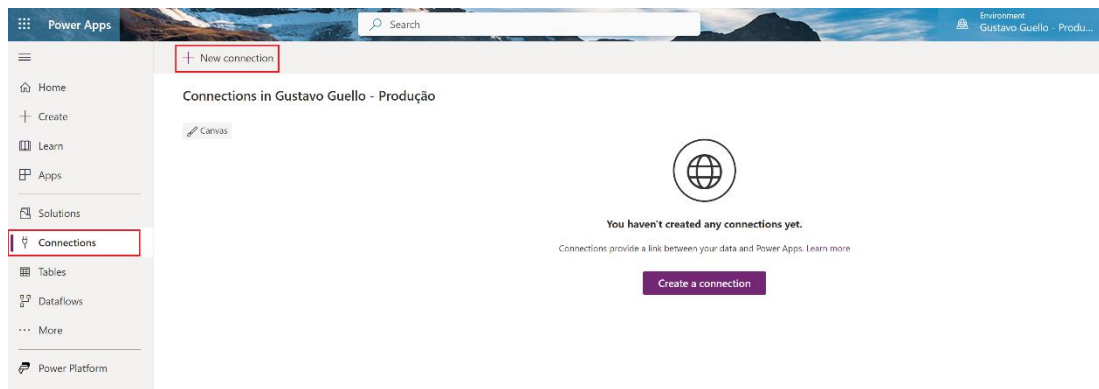 Power Apps
Search
Environment
Gustavo Guello - Produ...
New connection
Home
Connections in Gustavo Guello - Produção
Create
Canvas
Learn
Apps
Solutions
You haven't created any connections yet.
Connections
Connections provide a link between your data and Power Apps. Learn more
Tables
Create a connection
Dataflows
More
Power Platform